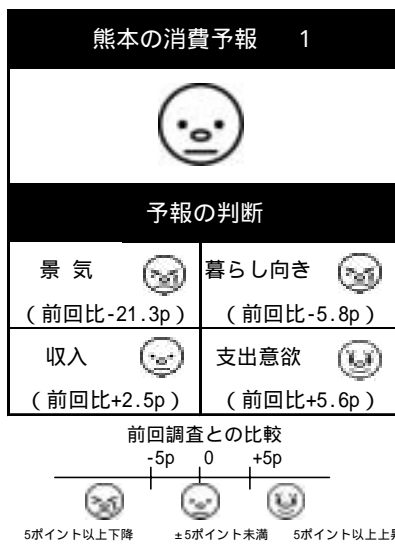 熊本の消費予報 1
予報の判断
景 気 暮らし向き
(前回比-21.3p) (前回比-5.8p)
収入 支出意欲
(前回比+2.5p) (前回比+5.6p)
前回調査との比較
-5p 0 +5p
5ポイント以上下降 ±5ポイント未満 5ポイント以上上昇